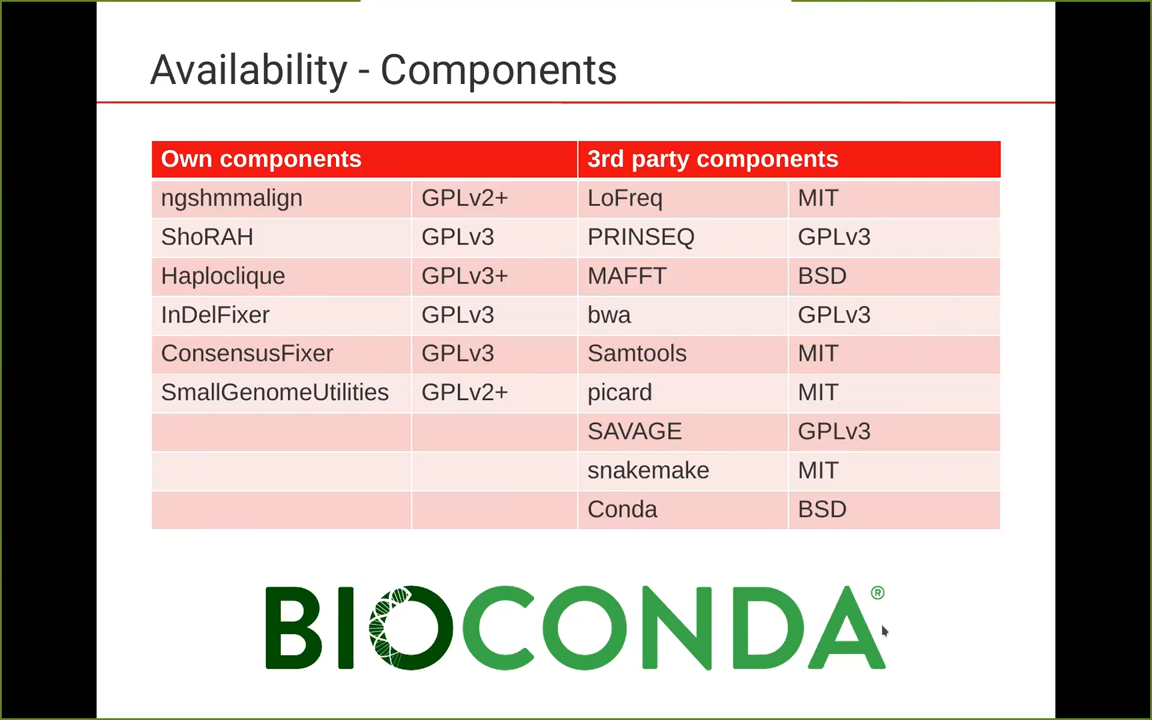 Availability - Components
Own components 3rd party components
ngshmmalign GPLv2+ LoFreq MIT
ShoRAH GPLv3 PRINSEQ GPLv3
Haploclique GPLv3+ MAFFT BSD
InDelFixer GPLv3 bwa GPLv3
ConsensusFixer GPLv3 Samtools MIT
SmallGenomeUtilities GPLv2+ picard MIT
SAVAGE GPLv3
snakemake MIT
Conda BSD
BIOCONDA®